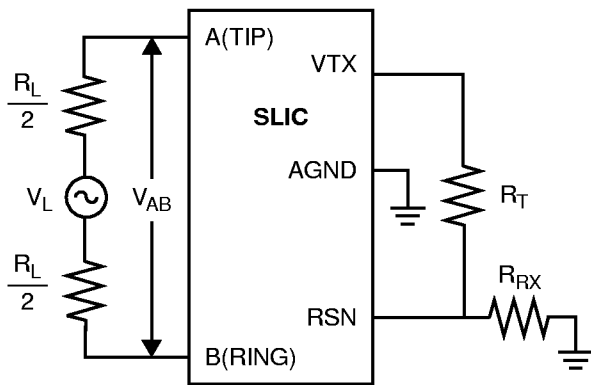 A(TIP)
VTX
R_L
2
SLIC
AGND
V_L
V_AB
R_T
R_L
2
R_RX
RSN
B(RING)